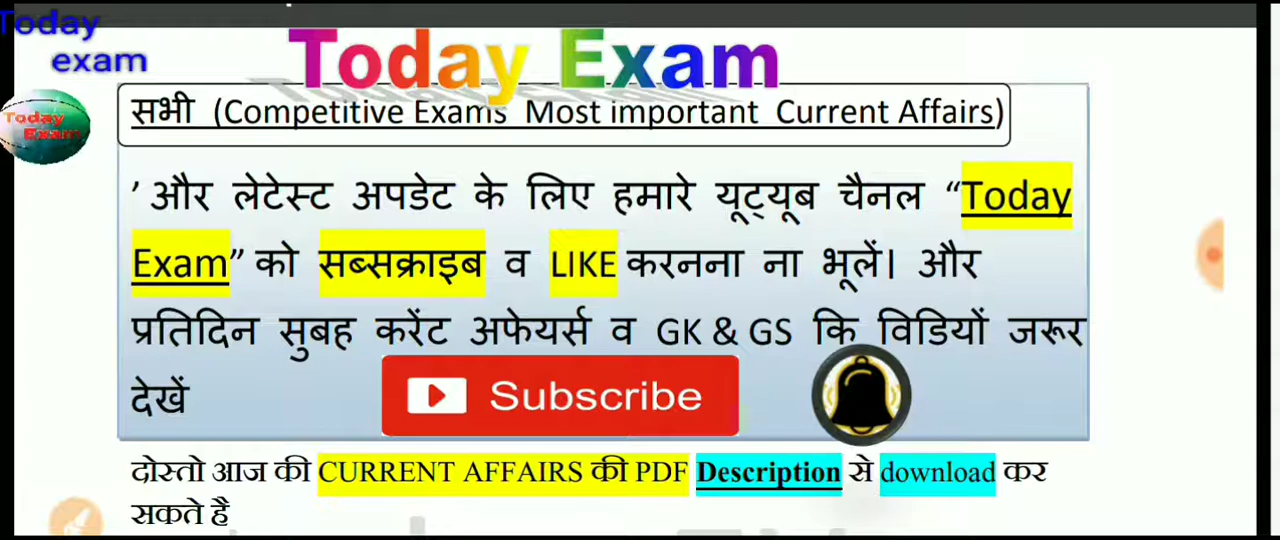 Today
exam
Today Exam
Today
Exam
सभी (Competitive Exams Most important Current Affairs)
’ और लेटेस्ट अपडेट के लिए हमारे यूट्यूब चैनल “Today
Exam” को सब्सक्राइब व LIKE करनना ना भूलें। और
प्रतिदिन सुबह करेंट अफेयर्स व GK & GS कि विडियों जरूर
देखें
Subscribe
दोस्तो आज की CURRENT AFFAIRS की PDF Description से download कर
सकते है